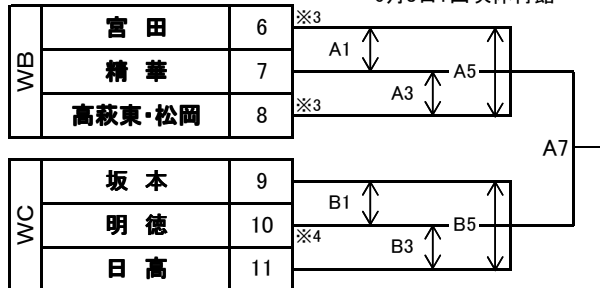 ※3
WB 宮田 6
A1
精華 7
A5
A3
高萩東・松岡 8
※3
A7
WC 坂本 9
B1
明徳 10
※4
B5
B3
日高 11